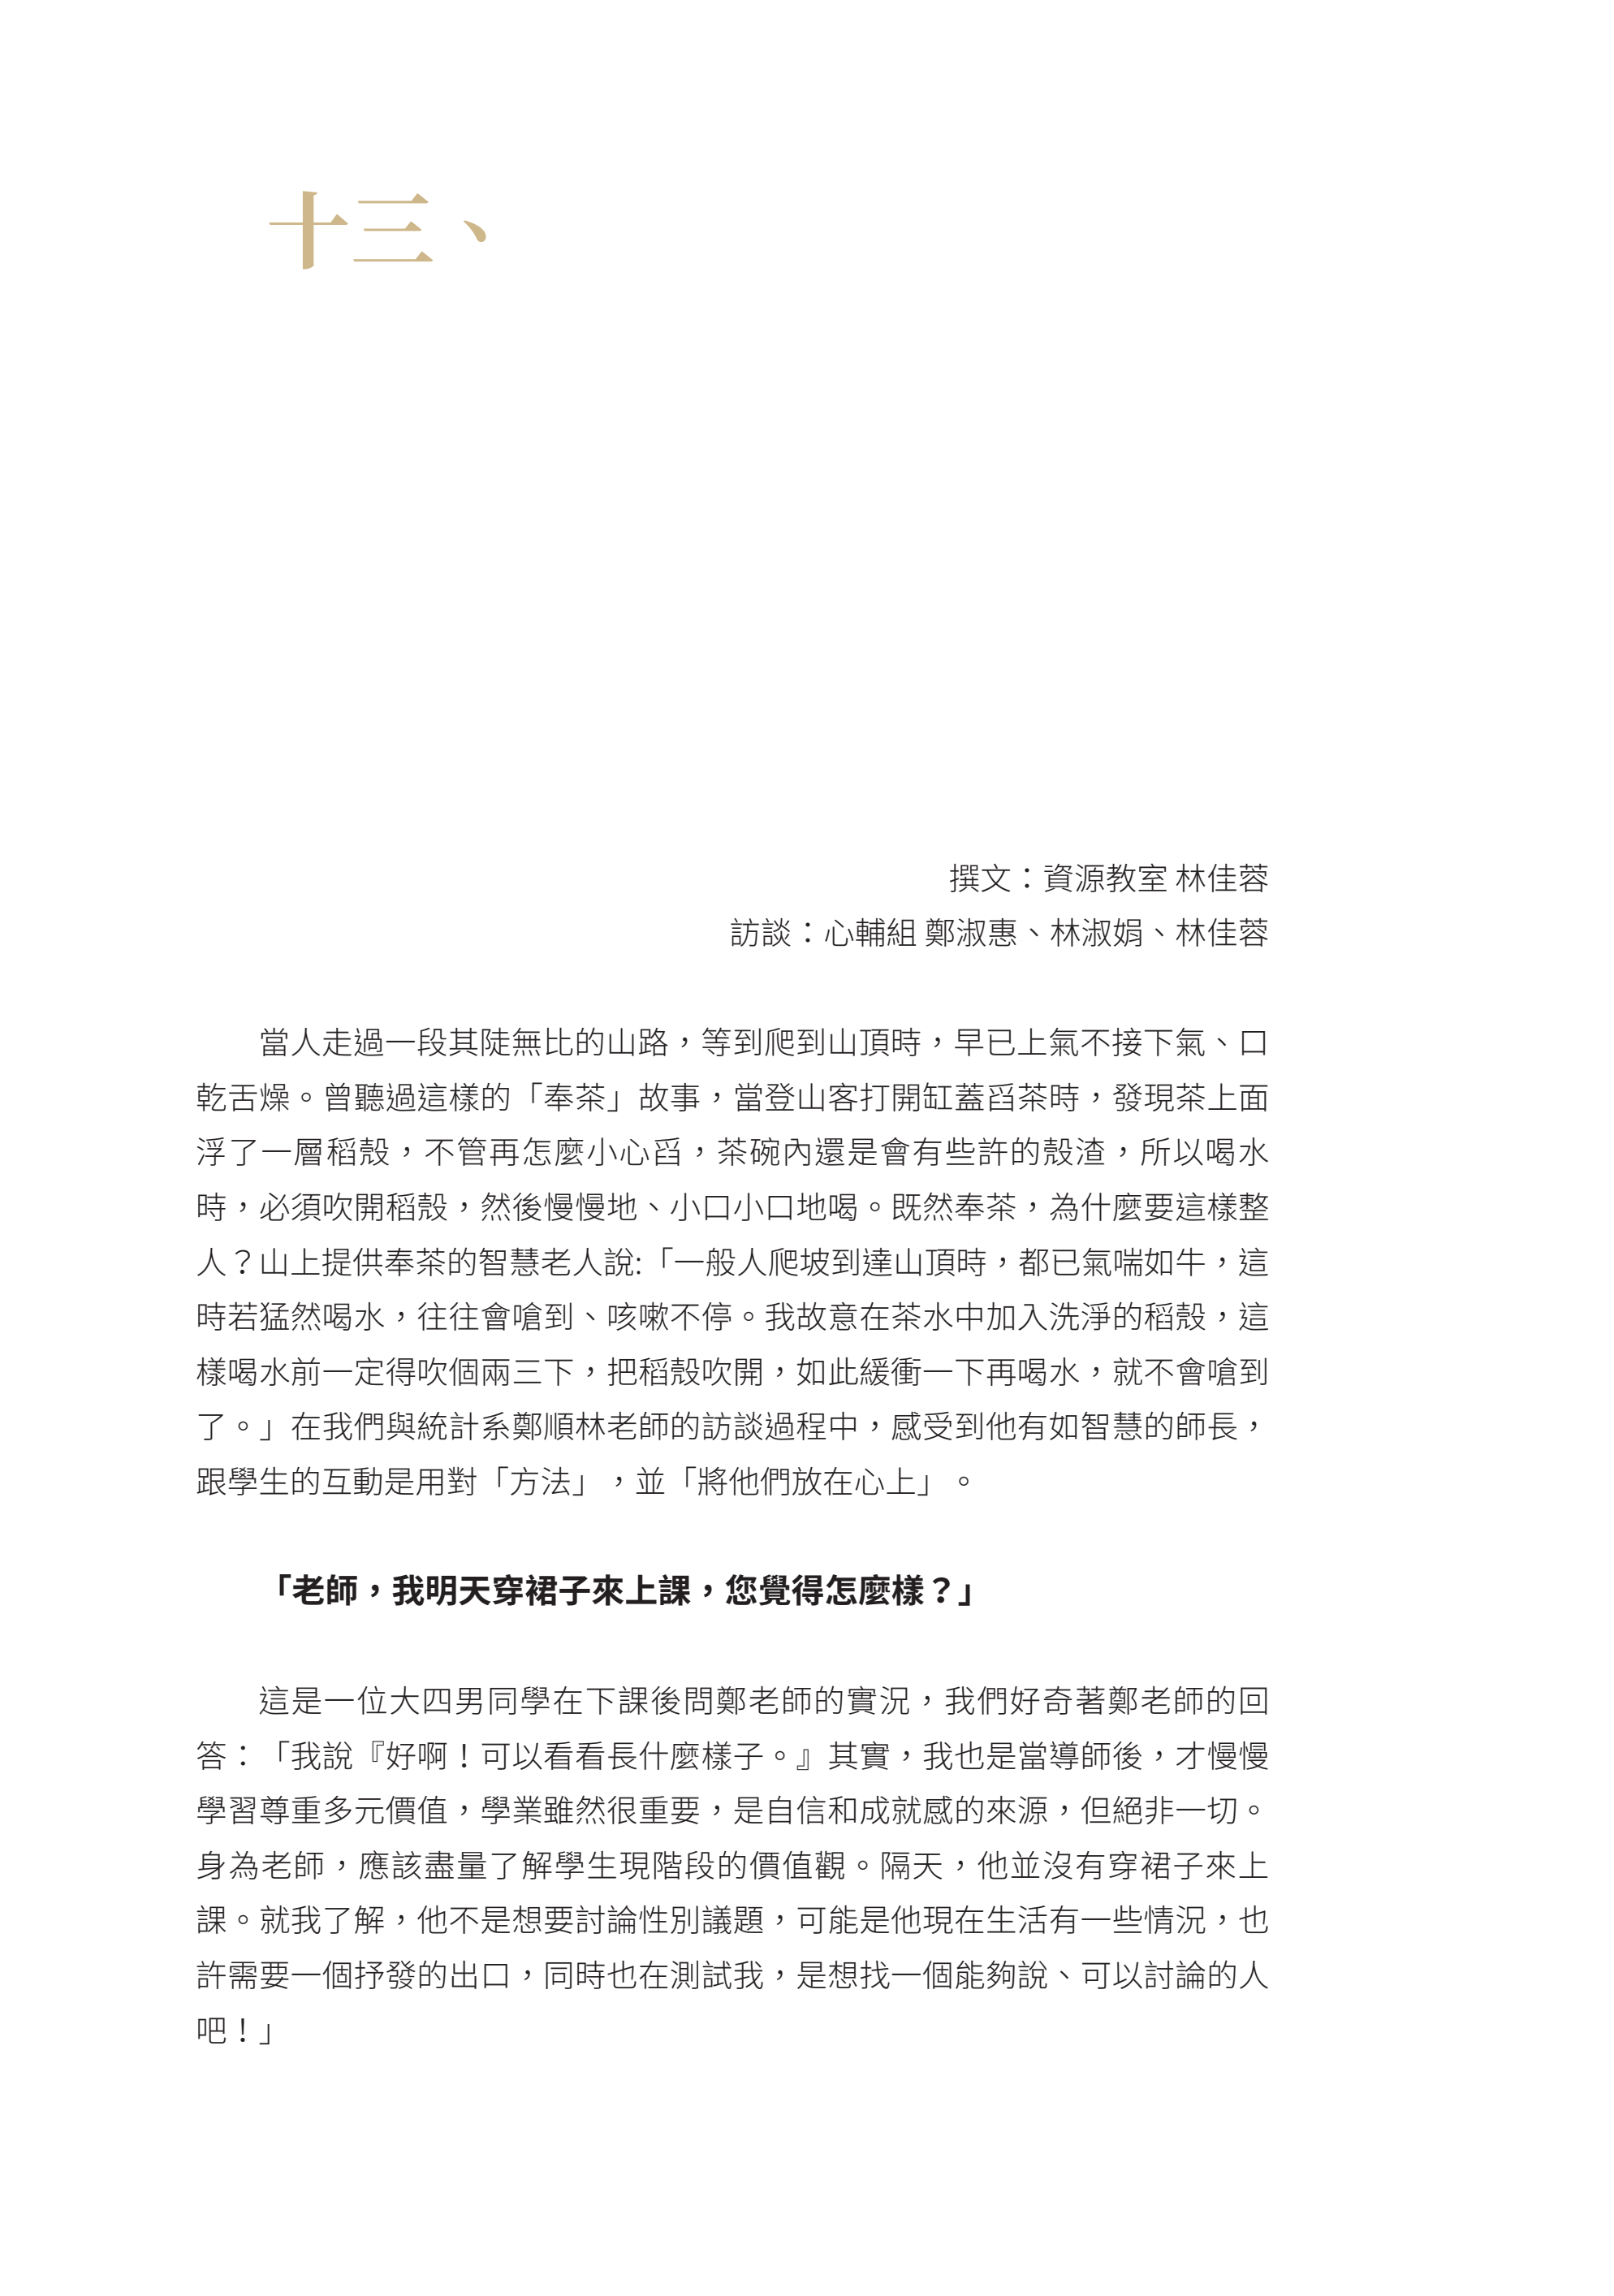 十三、
撰文：資源教室 林佳蓉
訪談：心輔組 鄭淑惠、林淑娟、林佳蓉
當人走過一段其陡無比的山路，等到爬到山頂時，早已上氣不接下氣、口
乾舌燥。曾聽過這樣的「奉茶」故事，當登山客打開缸蓋舀茶時，發現茶上面
浮了一層稻殼，不管再怎麼小心舀，茶碗內還是會有些許的殼渣，所以喝水
時，必須吹開稻殼，然後慢慢地、小口小口地喝。既然奉茶，為什麼要這樣整
人？山上提供奉茶的智慧老人說:「一般人爬坡到達山頂時，都已氣喘如牛，這
時若猛然喝水，往往會嗆到、咳嗽不停。我故意在茶水中加入洗淨的稻殼，這
樣喝水前一定得吹個兩三下，把稻殼吹開，如此緩衝一下再喝水，就不會嗆到
了。」在我們與統計系鄭順林老師的訪談過程中，感受到他有如智慧的師長，
跟學生的互動是用對「方法」，並「將他們放在心上」。
「老師，我明天穿裙子來上課，您覺得怎麼樣？」
這是一位大四男同學在下課後問鄭老師的實況，我們好奇著鄭老師的回
答：「我說『好啊！可以看看長什麼樣子。』其實，我也是當導師後，才慢慢
學習尊重多元價值，學業雖然很重要，是自信和成就感的來源，但絕非一切。
身為老師，應該盡量了解學生現階段的價值觀。隔天，他並沒有穿裙子來上
課。就我了解，他不是想要討論性別議題，可能是他現在生活有一些情況，也
許需要一個抒發的出口，同時也在測試我，是想找一個能夠說、可以討論的人
吧！」